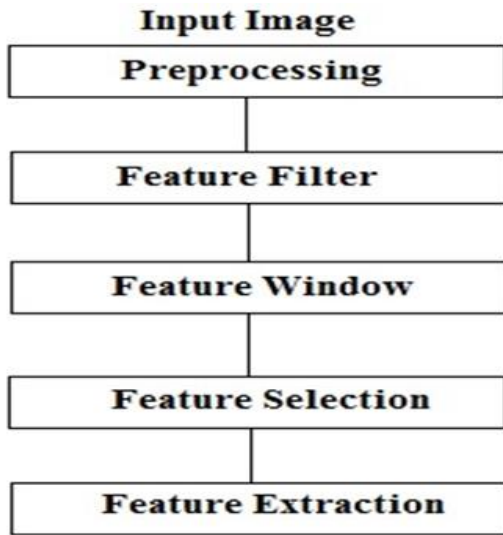 Input Image
Preprocessing
Feature Filter
Feature Window
Feature Selection
Feature Extraction